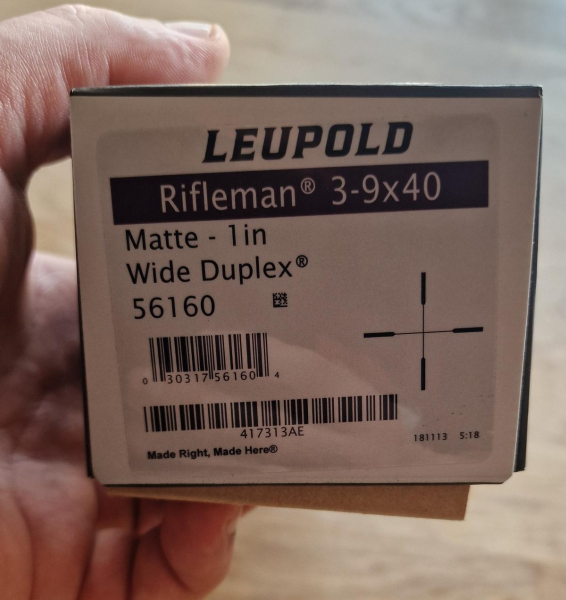 LEUPOLD
Rifleman® 3-9x40
Matte - 1in
Wide Duplex®
56160
0 30317 56160 4
417313AE
181113 5:18
Made Right, Made Here®